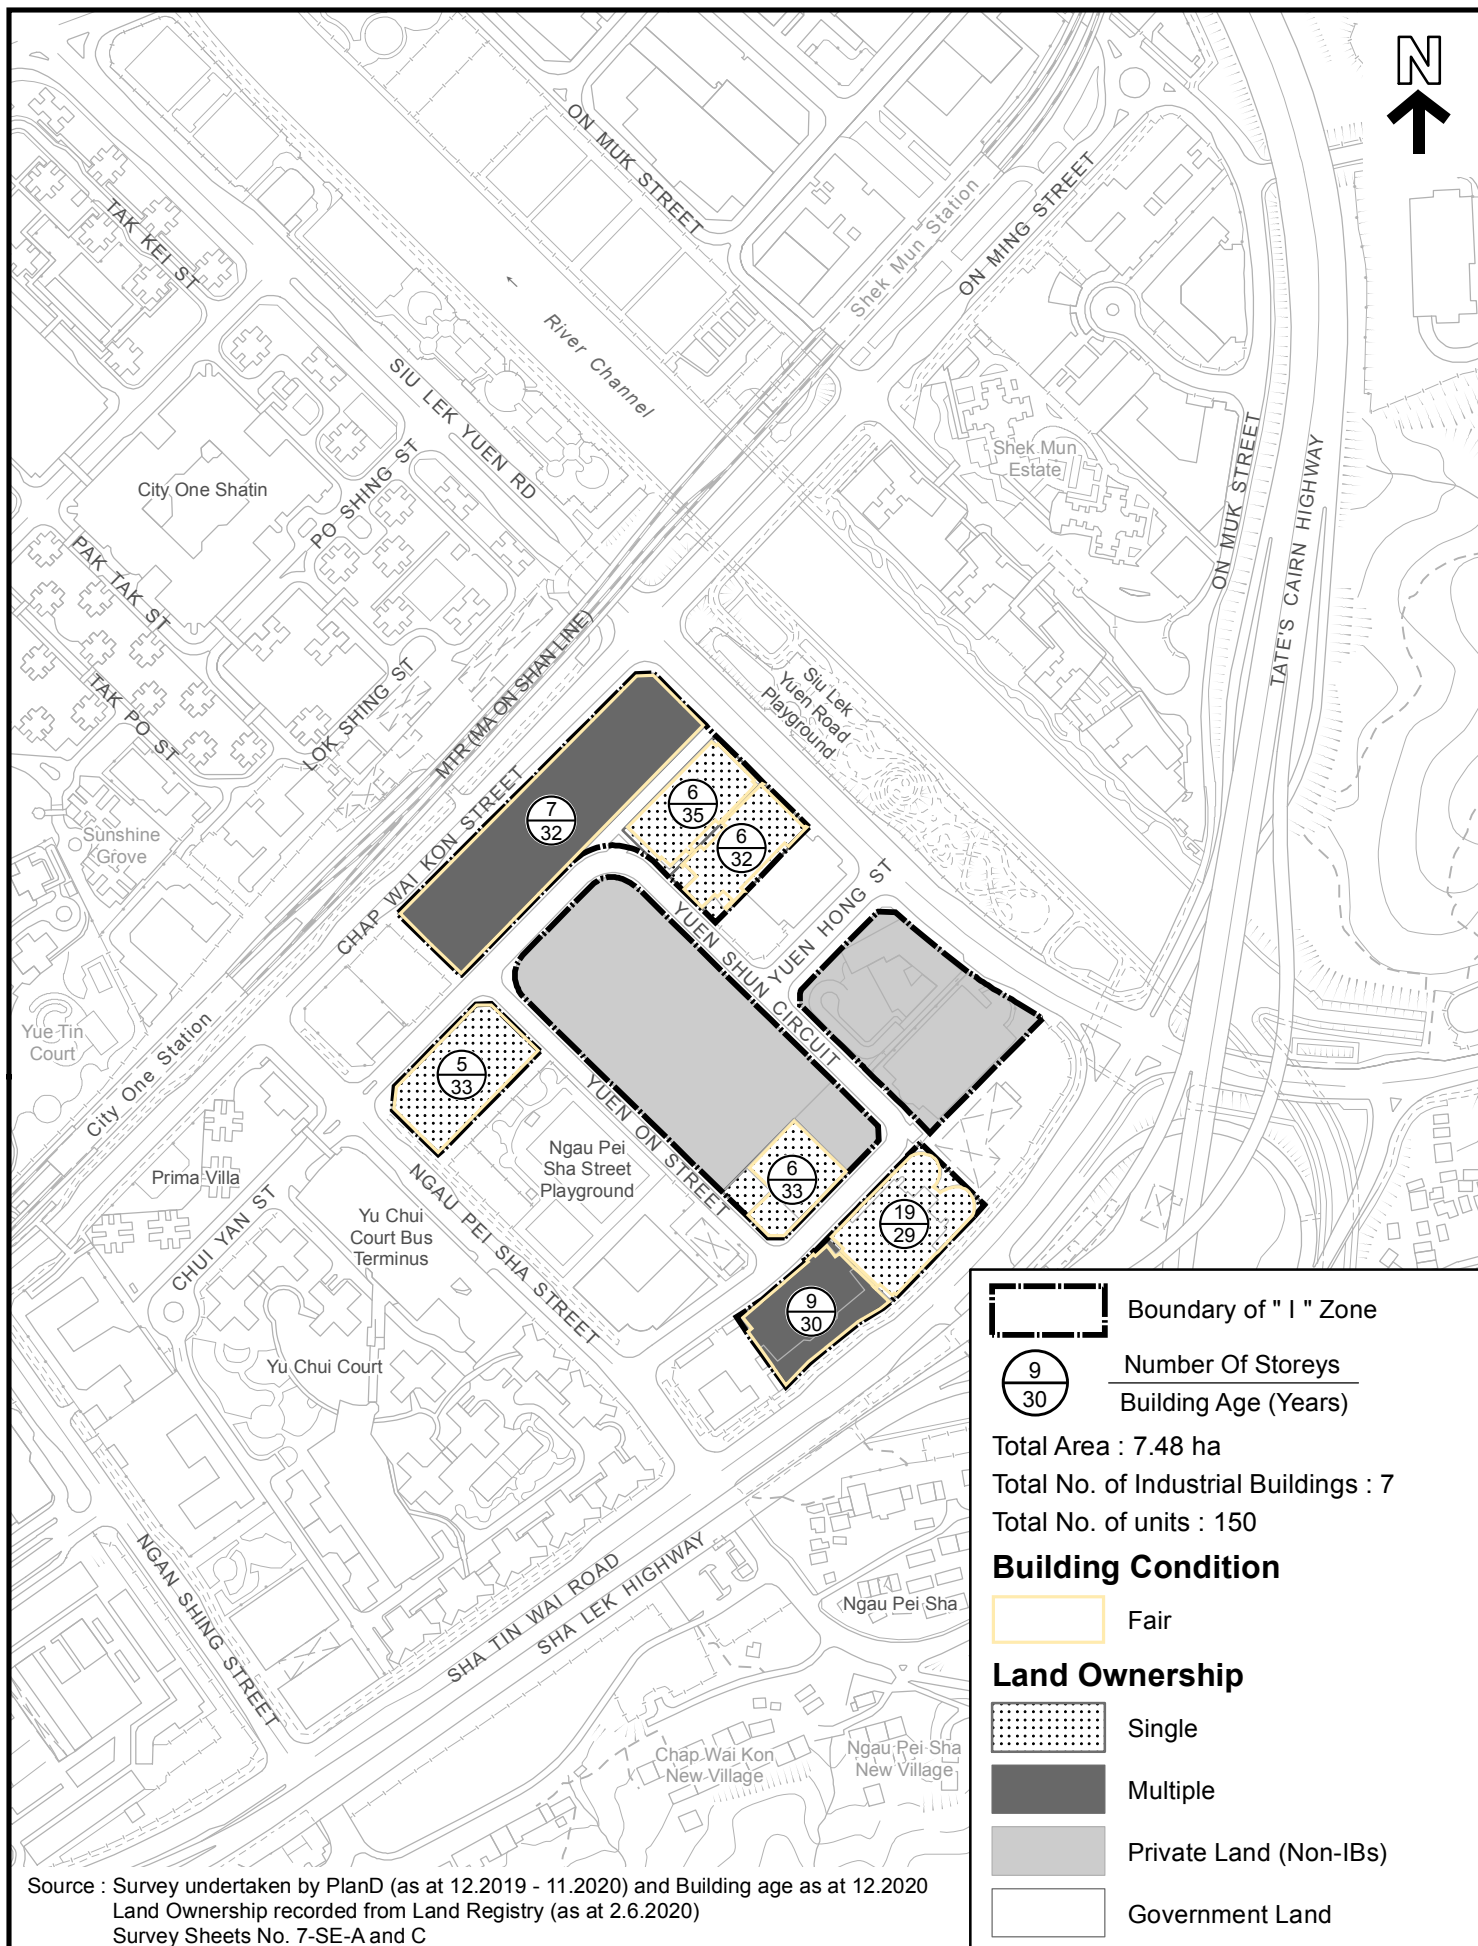 N
ON MUK STREET
TAK KEI ST
Shek Mun Station
ON MING STREET
River Channel
SIU LEK YUEN RD
City One Shatin
PO SHING ST
Shek Mun
Estate
ON MUK STREET
TATE'S CAIRN HIGHWAY
PAK TAK ST
TAK PO ST
LOK SHING ST
MTR (MA ON SHAN LINE)
Siu Lek
Yuen Road
Playground
Sunshine
Grove
CHAP WAI KON STREET
7
32
6
35
6
32
YUEN HONG ST
YUEN SHUN CIRCUIT
Yue Tin
Court
City One Station
5
33
YUEN ON STREET
Ngau Pei
Sha Street
Playground
Prima Villa
CHUI YAN ST
Yu Chui
Court Bus
Terminus
NGAU PEI SHA STREET
6
33
19
29
9
30
Yu Chui Court
NGAN SHING STREET
SHA TIN WAI ROAD
SHA LEK HIGHWAY
Ngau Pei Sha
Chap Wai Kon
New Village
Ngau Pei Sha
New Village
Boundary of " I " Zone
9
30
Number Of Storeys
Building Age (Years)
Total Area : 7.48 ha
Total No. of Industrial Buildings : 7
Total No. of units : 150
Building Condition
Fair
Land Ownership
Single
Multiple
Private Land (Non-IBs)
Government Land
Source : Survey undertaken by PlanD (as at 12.2019 - 11.2020) and Building age as at 12.2020
Land Ownership recorded from Land Registry (as at 2.6.2020)
Survey Sheets No. 7-SE-A and C